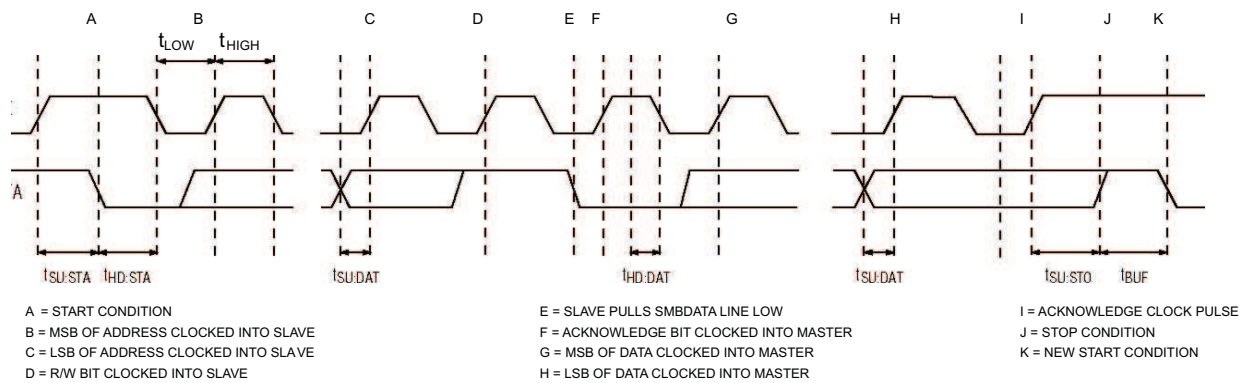 A B C D E F G H I J K
tLOW tHIGH
A
tSU:STA tHD:STA tSU:DAT tHD:DAT tSU:DAT tSU:STO tBUF
A = START CONDITION
B = MSB OF ADDRESS CLOCKED INTO SLAVE
C = LSB OF ADDRESS CLOCKED INTO SLAVE
D = R/W BIT CLOCKED INTO SLAVE
E = SLAVE PULLS SMBDATA LINE LOW
F = ACKNOWLEDGE BIT CLOCKED INTO MASTER
G = MSB OF DATA CLOCKED INTO MASTER
H = LSB OF DATA CLOCKED INTO MASTER
I = ACKNOWLEDGE CLOCK PULSE
J = STOP CONDITION
K = NEW START CONDITION